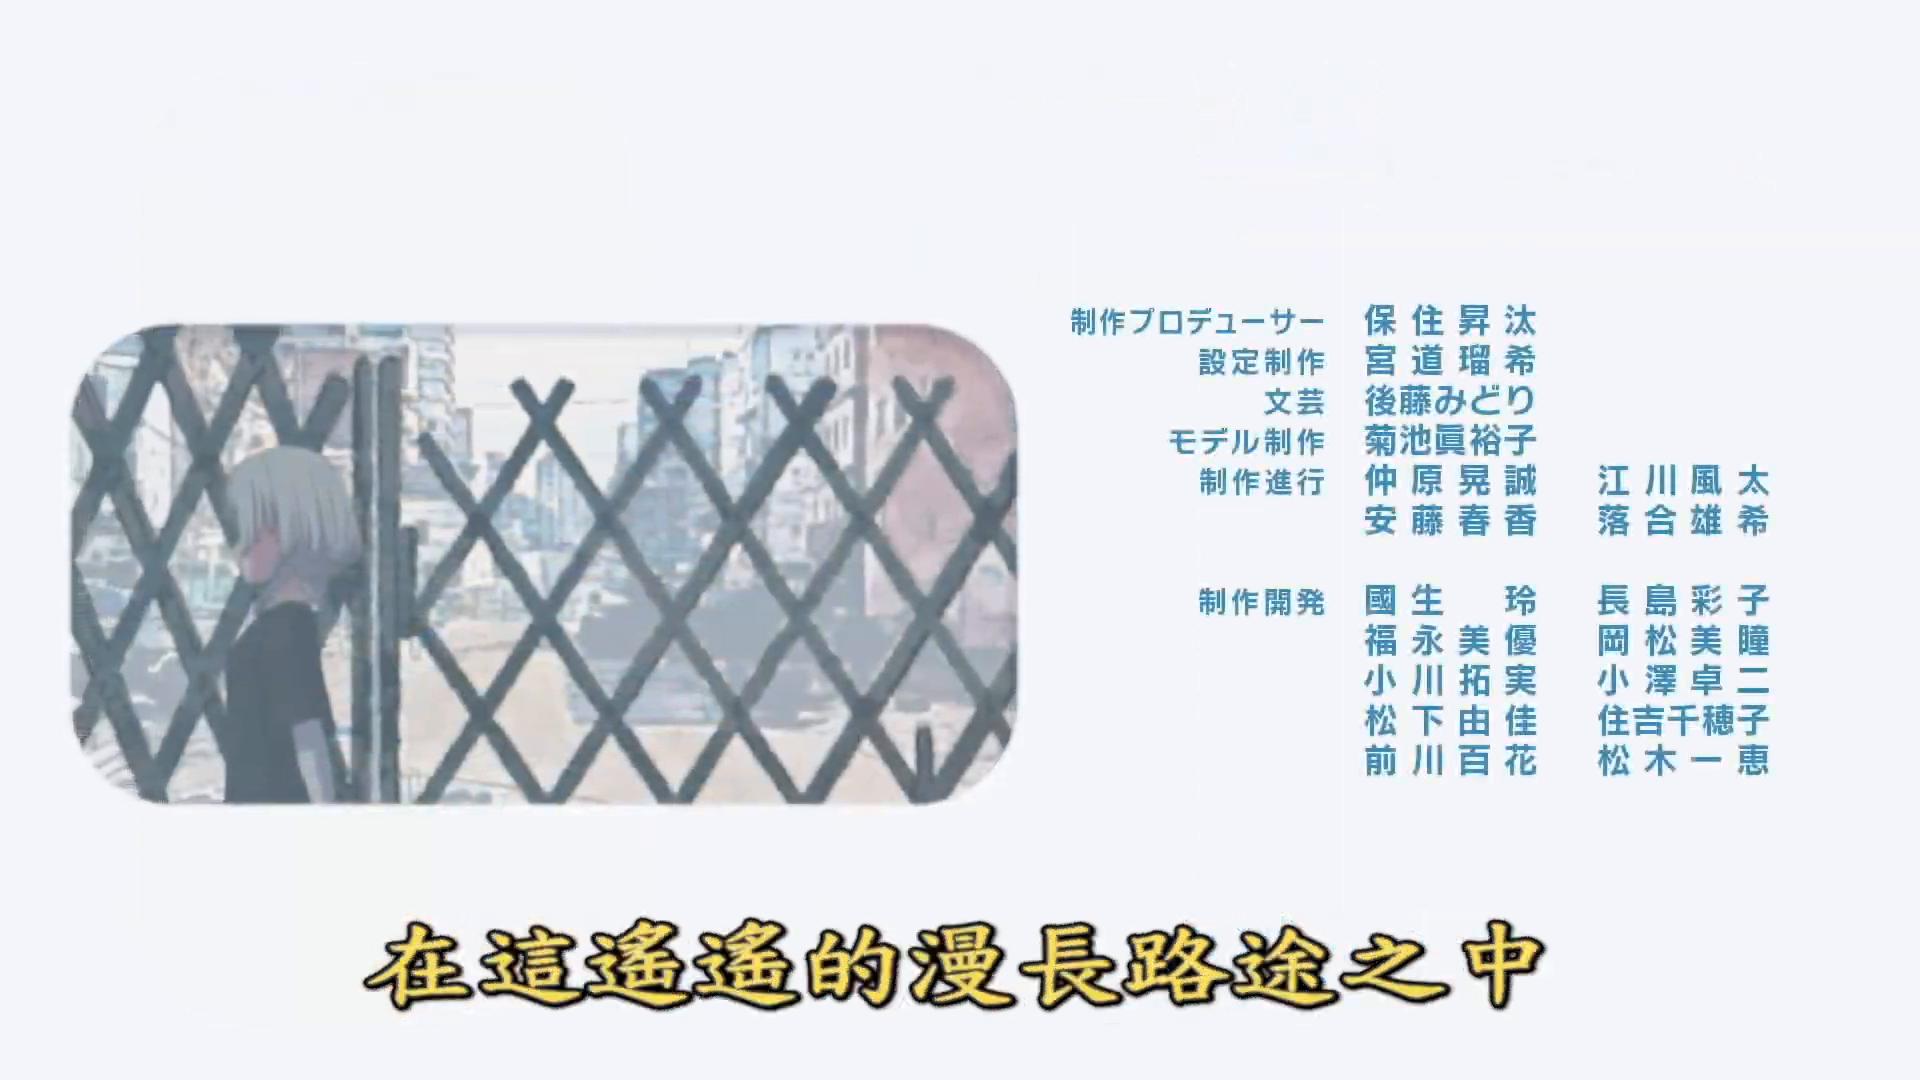 制作プロデューサー 保住昇汰
設定制作 宮道瑠希
文芸 後藤みどり
モデル制作 菊池眞裕子
制作進行 仲原晃誠 江川風太
安藤春香 落合雄希
制作開発 國生 玲 長島彩子
福永美優 岡松美瞳
小川拓実 小澤卓二
松下由佳 住吉千穂子
前川百花 松木一恵
在這遙遙的漫長路途之中